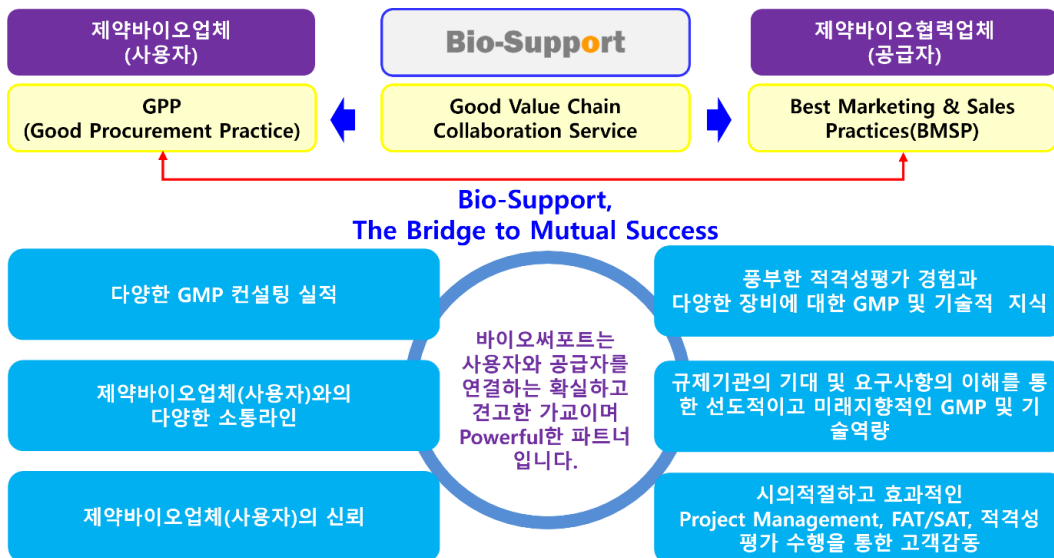 제약바이오업체
(사용자)
Bio-Support
제약바이오협력업체
(공급자)
GPP
(Good Procurement Practice)
Good Value Chain
Collaboration Service
Best Marketing & Sales
Practices(BMSP)
Bio-Support,
The Bridge to Mutual Success
다양한 GMP 컨설팅 실적
제약바이오업체(사용자)와의
다양한 소통라인
제약바이오업체(사용자)의 신뢰
바이오써포트는
사용자와 공급자를
연결하는 확실하고
견고한 가교이며
Powerful한 파트너
입니다.
풍부한 적격성평가 경험과
다양한 장비에 대한 GMP 및 기술적 지식
규제기관의 기대 및 요구사항의 이해를 통
한 선도적이고 미래지향적인 GMP 및 기
술역량
시의적절하고 효과적인
Project Management, FAT/SAT, 적격성
평가 수행을 통한 고객감동